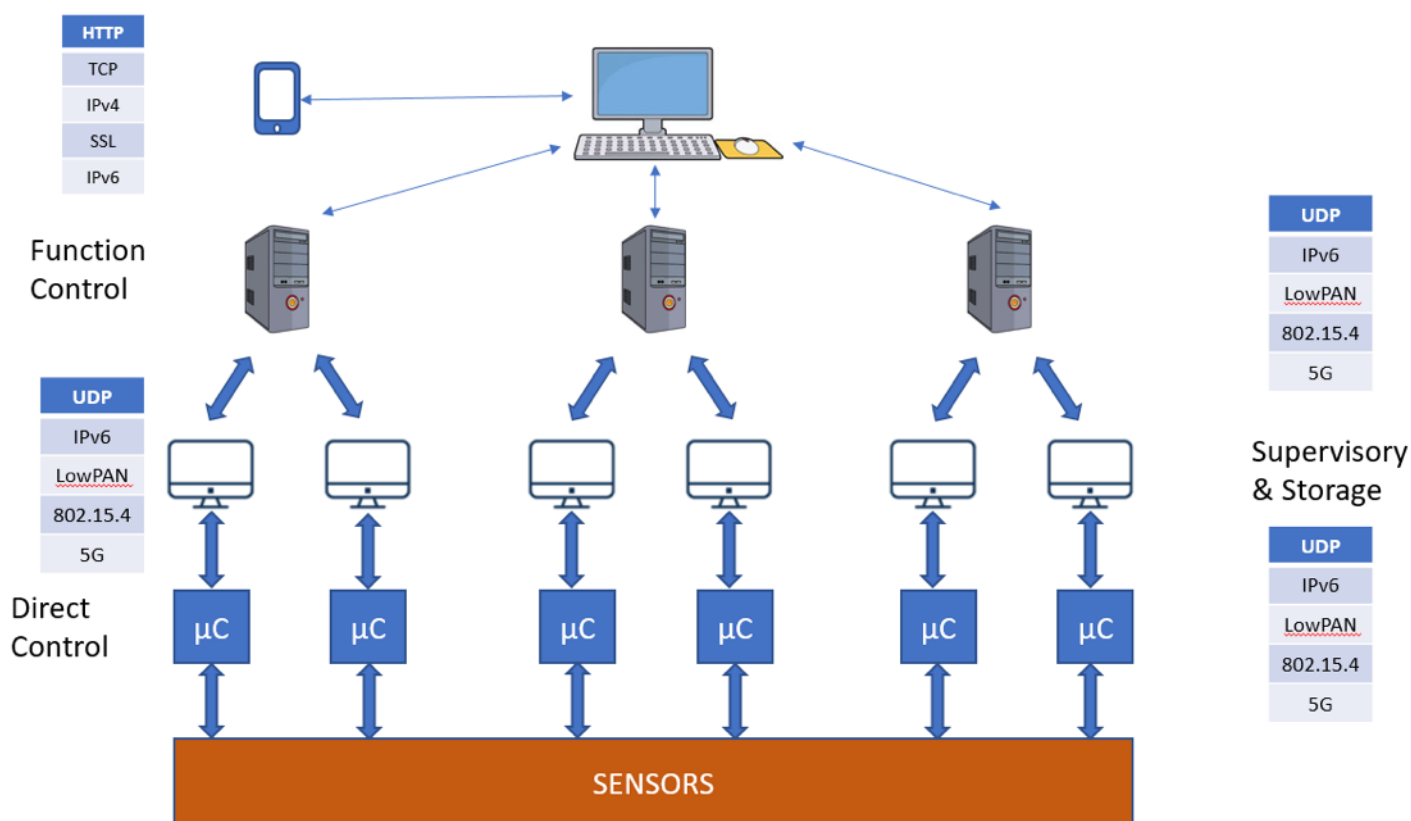 HTTP
TCP
IPv4
SSL
IPv6
Function
Control
UDP
IPv6
LowPAN
802.15.4
5G
UDP
IPv6
LowPAN
802.15.4
5G
Supervisory
& Storage
UDP
IPv6
LowPAN
802.15.4
5G
Direct
Control
µC
µC
µC
µC
µC
µC
SENSORS